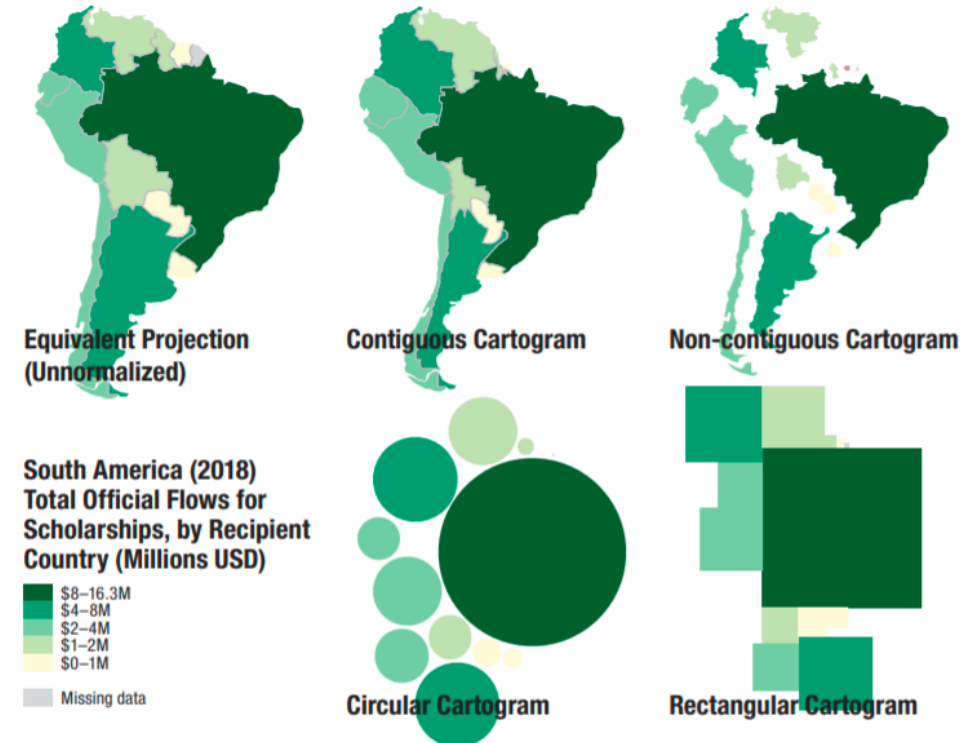 Equivalent Projection
(Unnormalized)
Contiguous Cartogram
Non-contiguous Cartogram
South America (2018)
Total Official Flows for
Scholarships, by Recipient
Country (Millions USD)
$8–16.3M
$4–8M
$2–4M
$1–2M
$0–1M
Missing data
Circular Cartogram
Rectangular Cartogram